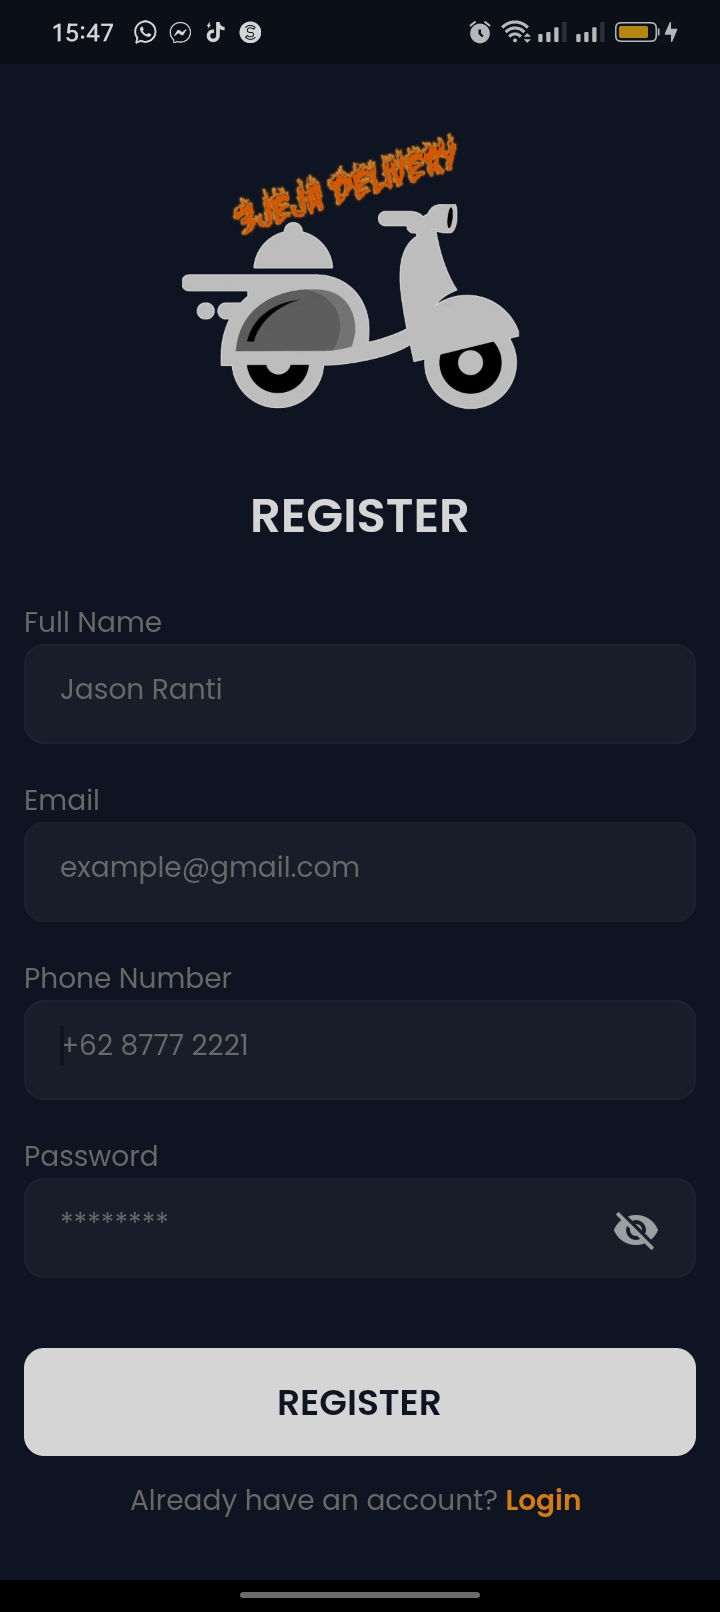 15:47
3JEJA DELIVERY
REGISTER
Full Name
Jason Ranti
Email
example@gmail.com
Phone Number
+62 8777 2221
Password
********
REGISTER
Already have an account? Login